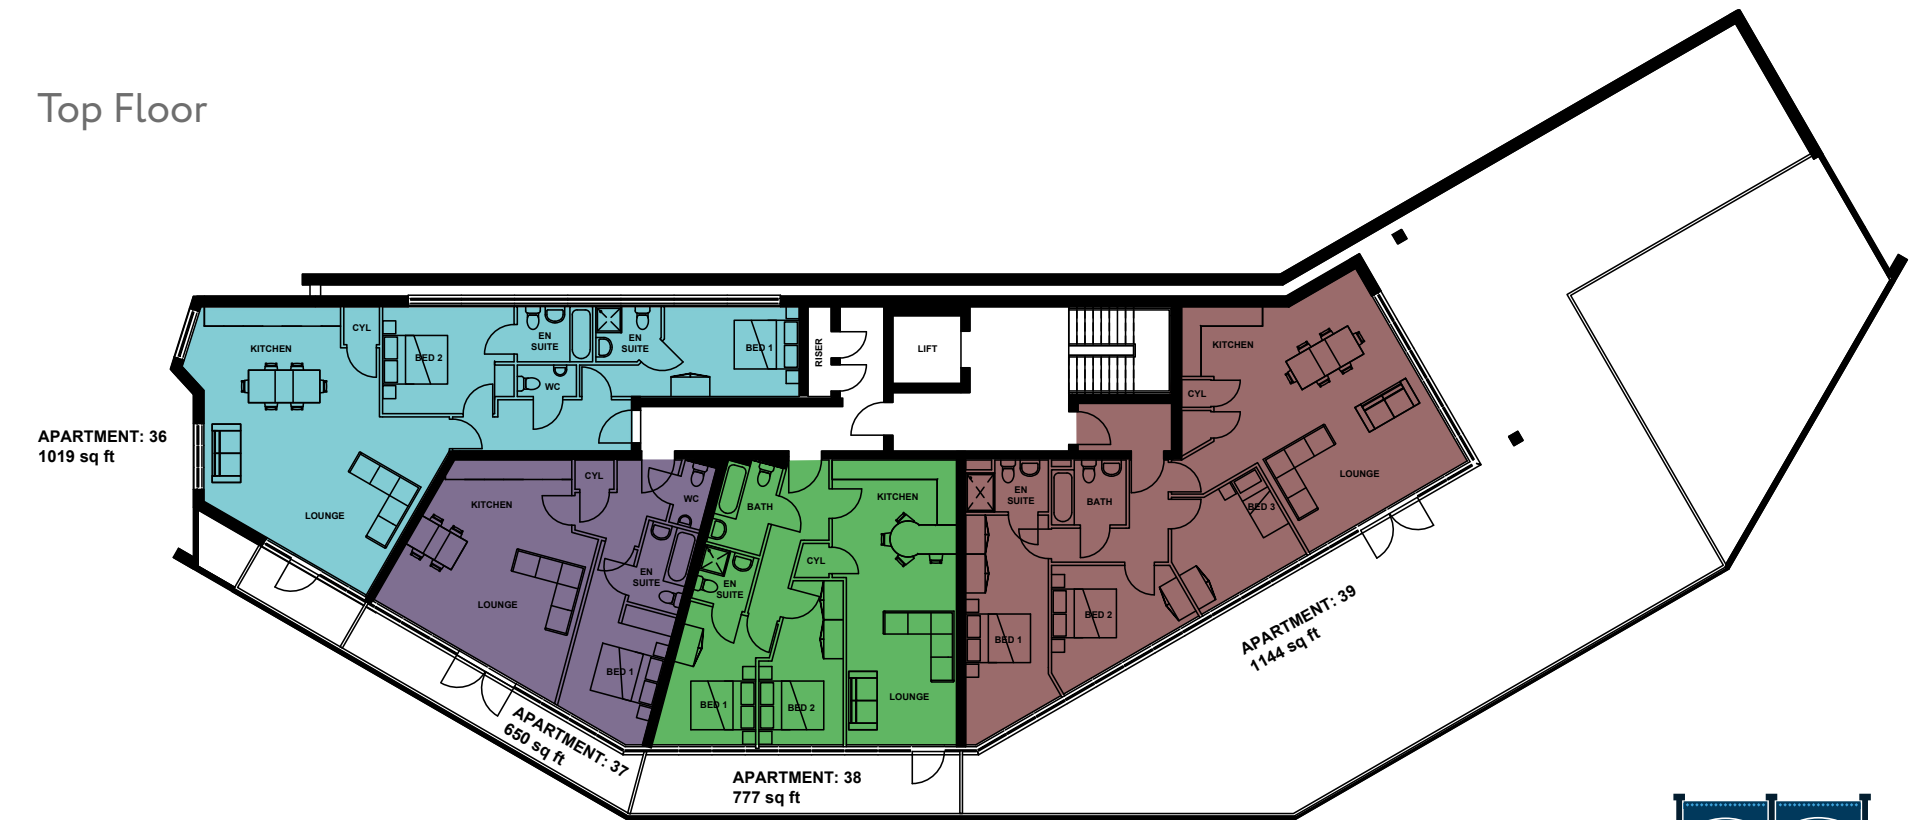 Top Floor
APARTMENT: 36
1019 sq ft
KITCHEN
CYL
BED 2
EN
SUITE
EN
SUITE
BED 1
WC
LOUNGE
RISER
LIFT
KITCHEN
CYL
WC
LOUNGE
EN
SUITE
BED 1
APARTMENT: 37
650 sq ft
BATH
KITCHEN
CYL
EN
SUITE
BED 1
BED 2
LOUNGE
APARTMENT: 38
777 sq ft
KITCHEN
CYL
LOUNGE
EN
SUITE
BATH
BED 3
BED 1
BED 2
APARTMENT: 39
1144 sq ft